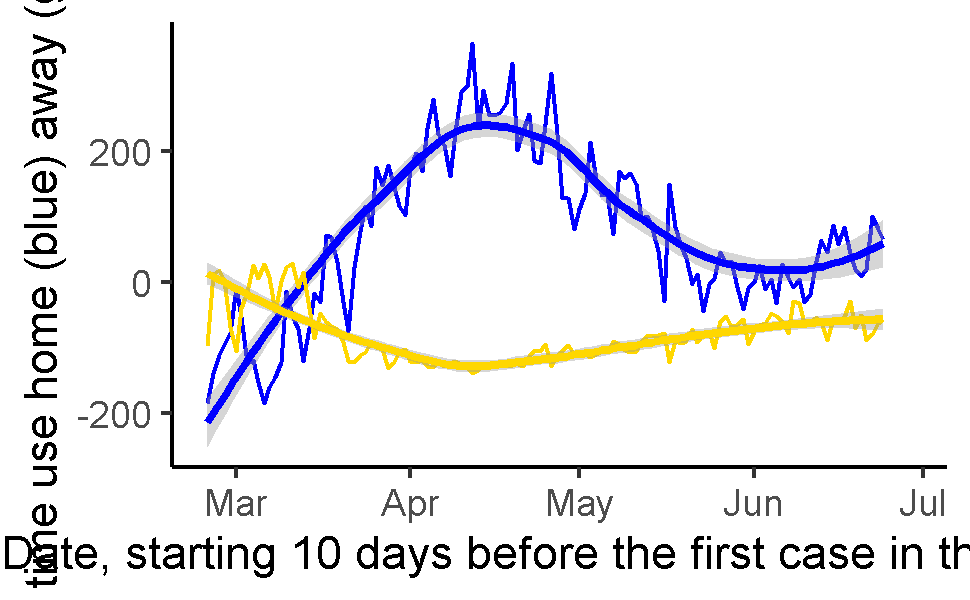 time use home (blue) away (
200
0
-200
Mar Apr May Jun Jul
Date, starting 10 days before the first case in